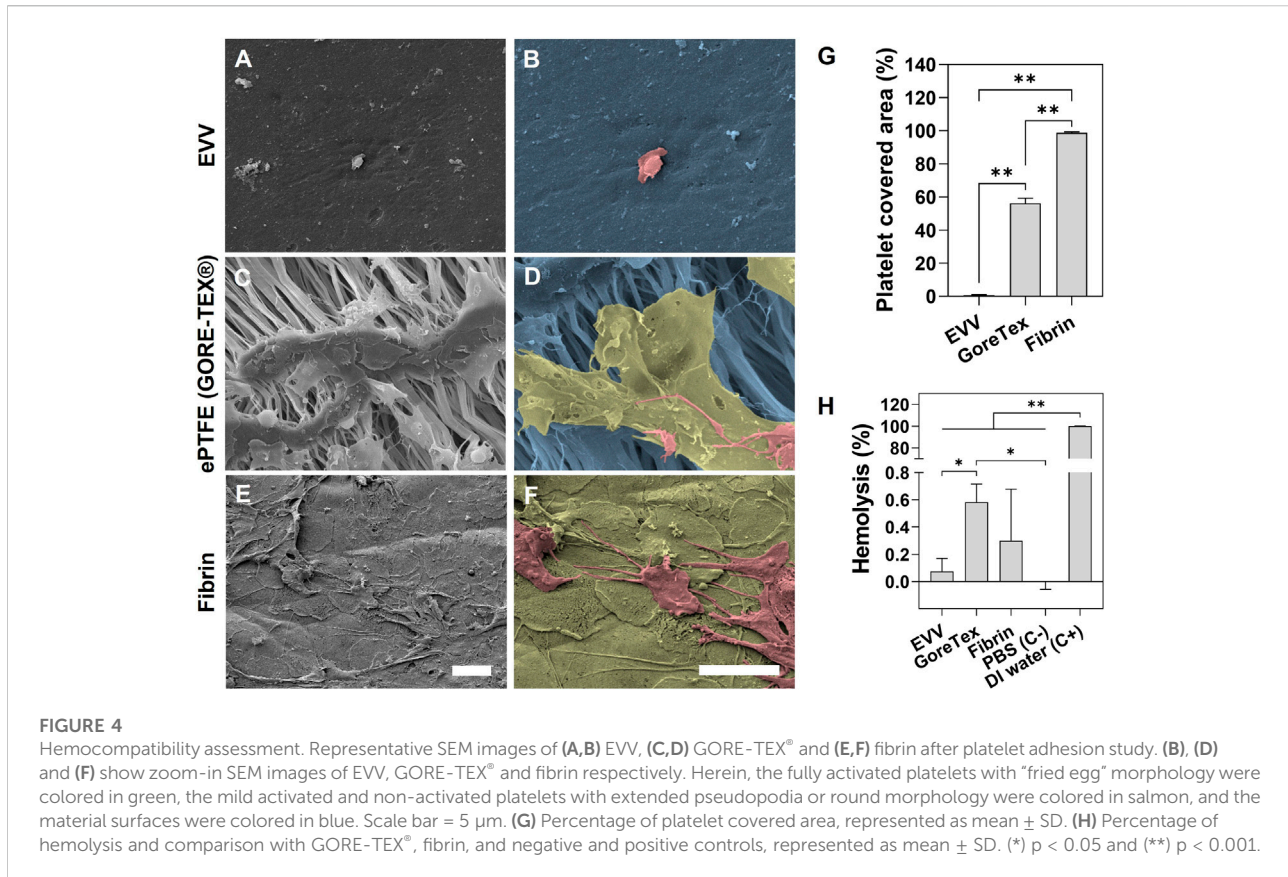 A
B
EVV
C
D
ePTFE (GORE-TEX®)
E
F
Fibrin
G
Platelet covered area (%)
140
120
100
80
60
40
20
0
**
**
**
EVV
GoreTex
Fibrin
H
Hemolysis (%)
120
100
80
0.8
0.6
0.4
0.2
0.0
**
*
*
EVV
GoreTex
Fibrin
PBS (C-)
DI water (C+)
FIGURE 4
Hemocompatibility assessment. Representative SEM images of (A,B) EVV, (C,D) GORE-TEX® and (E,F) fibrin after platelet adhesion study. (B), (D)
and (F) show zoom-in SEM images of EVV, GORE-TEX® and fibrin respectively. Herein, the fully activated platelets with "fried egg" morphology were
colored in green, the mild activated and non-activated platelets with extended pseudopodia or round morphology were colored in salmon, and the
material surfaces were colored in blue. Scale bar = 5 µm. (G) Percentage of platelet covered area, represented as mean ± SD. (H) Percentage of
hemolysis and comparison with GORE-TEX®, fibrin, and negative and positive controls, represented as mean ± SD. (*) p < 0.05 and (**) p < 0.001.